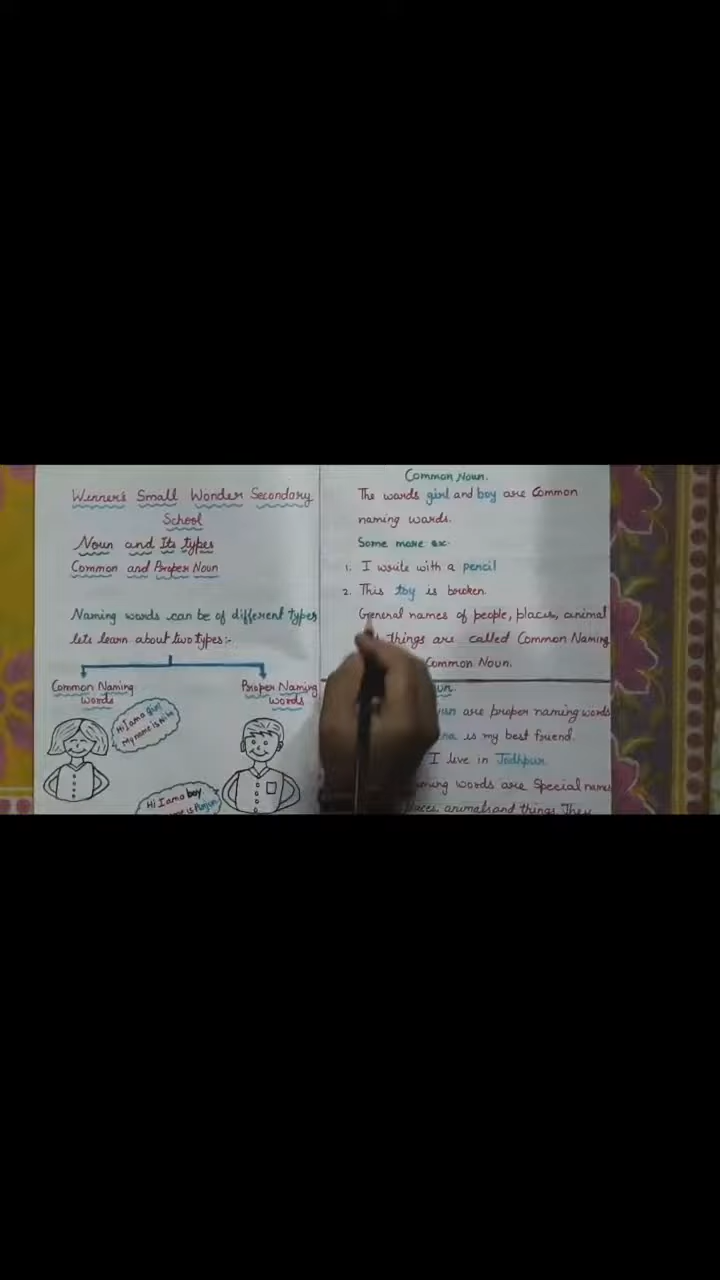 Winner's Small Wonder Secondary
School
Noun and Its types
Common and Proper Noun
Naming words can be of different types
lets learn about two types:-
Common Naming
words
Proper Naming
words
Hi I am a girl
My name is
Hi I am a boy
me is
Common Noun.
The words girl and boy are Common
naming words.
Some more ex-
1. I write with a pencil
2. This toy is broken.
General names of people, places, animal
things are called Common Naming
Common Noun.
un.
are proper naming words
is my best friend.
I live in Jodhpur.
words are Special names
animals and things. They